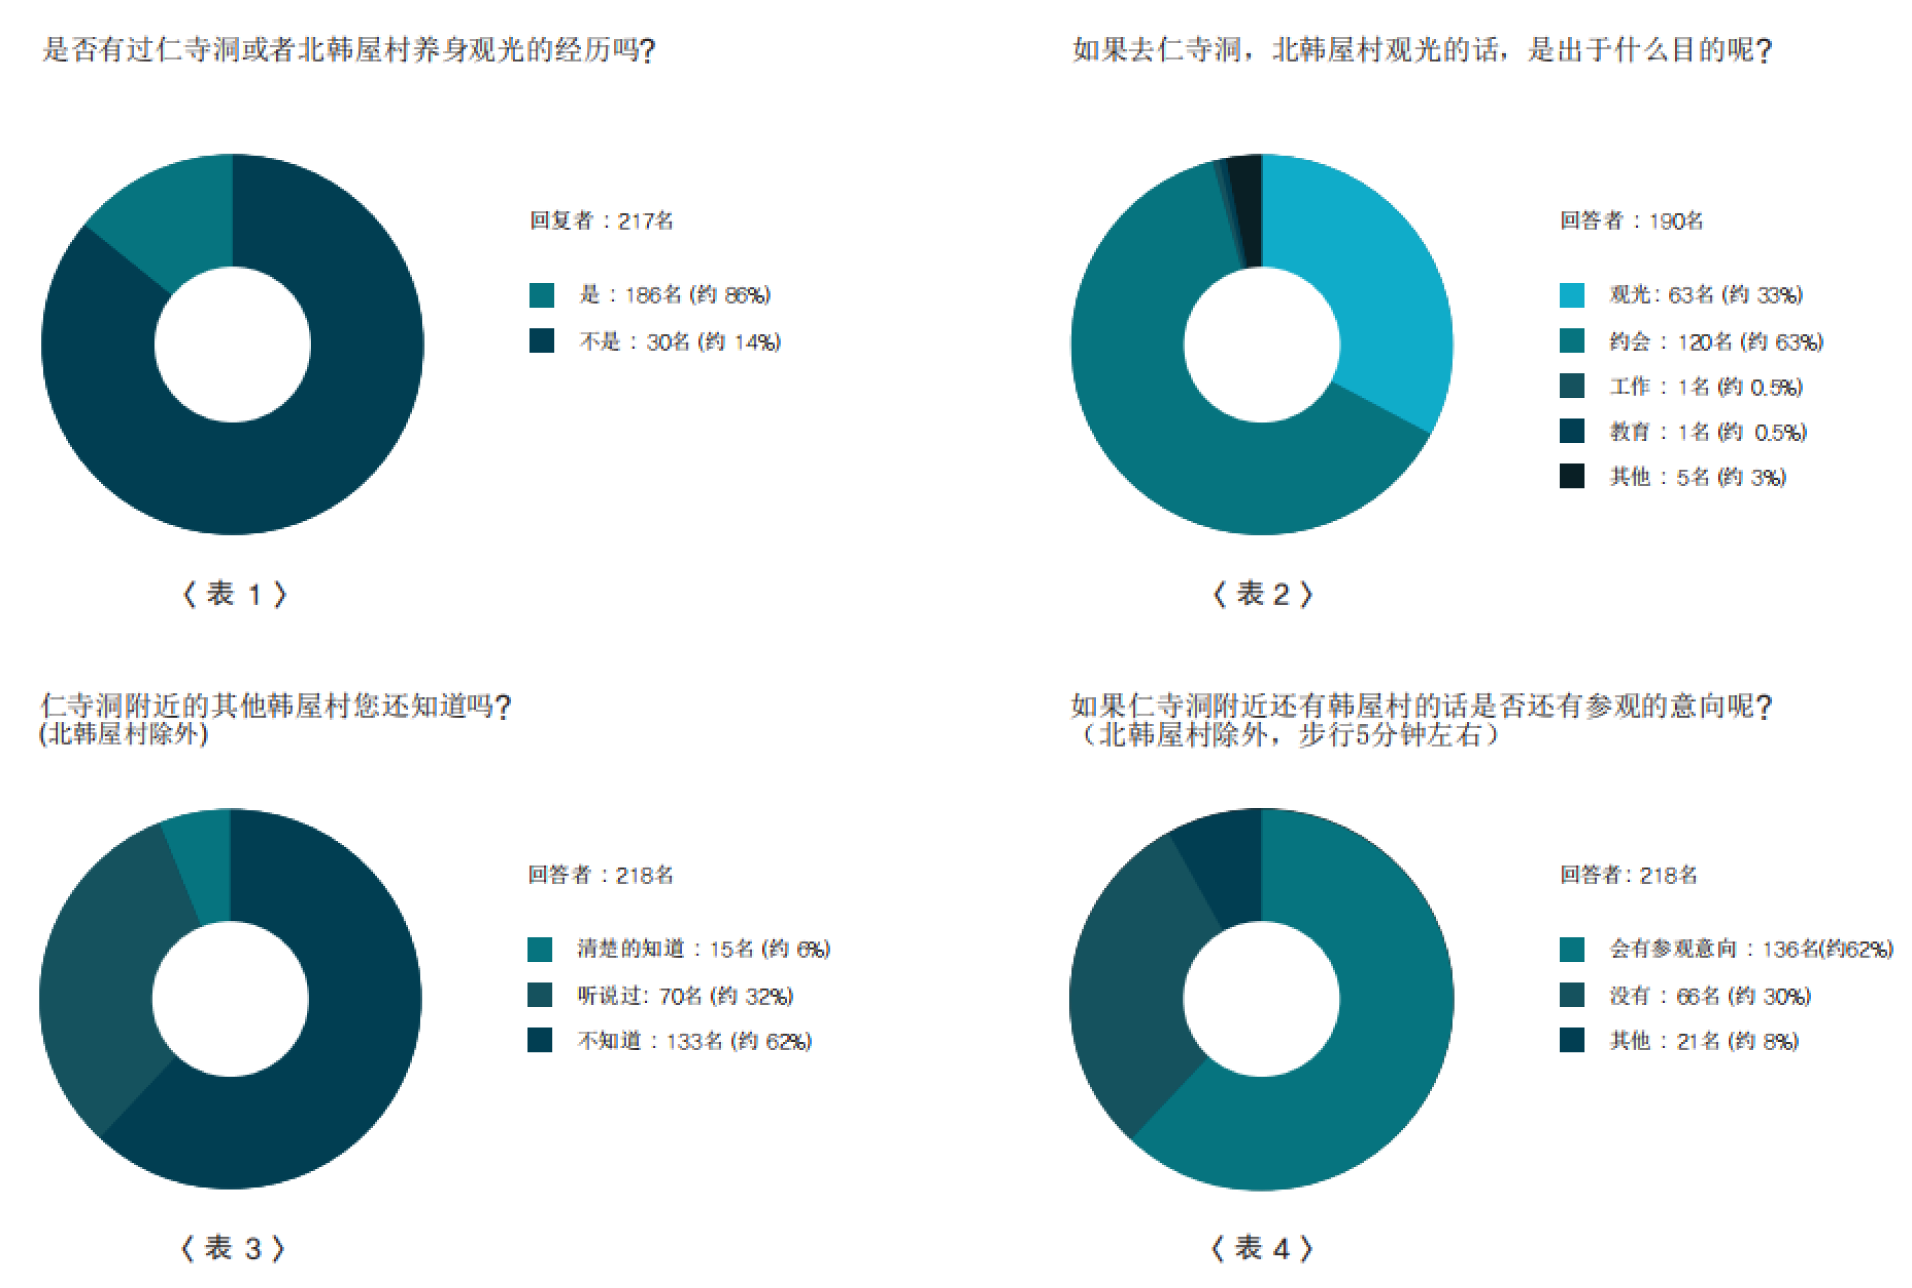 是否有过仁寺洞或者北韩屋村养身观光的经历吗?
回复者 : 217名
是 : 186名 (约 86%)
不是 : 30名 (约 14%)
〈 表 1 〉
如果去仁寺洞，北韩屋村观光的话，是出于什么目的呢?
回答者 : 190名
观光: 63名 (约 33%)
约会 : 120名 (约 63%)
工作 : 1名 (约 0.5%)
教育 : 1名 (约 0.5%)
其他 : 5名 (约 3%)
〈 表 2 〉
仁寺洞附近的其他韩屋村您还知道吗?
(北韩屋村除外)
回答者 : 218名
清楚的知道 : 15名 (约 6%)
听说过: 70名 (约 32%)
不知道 : 133名 (约 62%)
〈 表 3 〉
如果仁寺洞附近还有韩屋村的话是否还有参观的意向呢?
（北韩屋村除外，步行5分钟左右）
回答者: 218名
会有参观意向 : 136名(约62%)
没有 : 66名 (约 30%)
其他 : 21名 (约 8%)
〈 表 4 〉